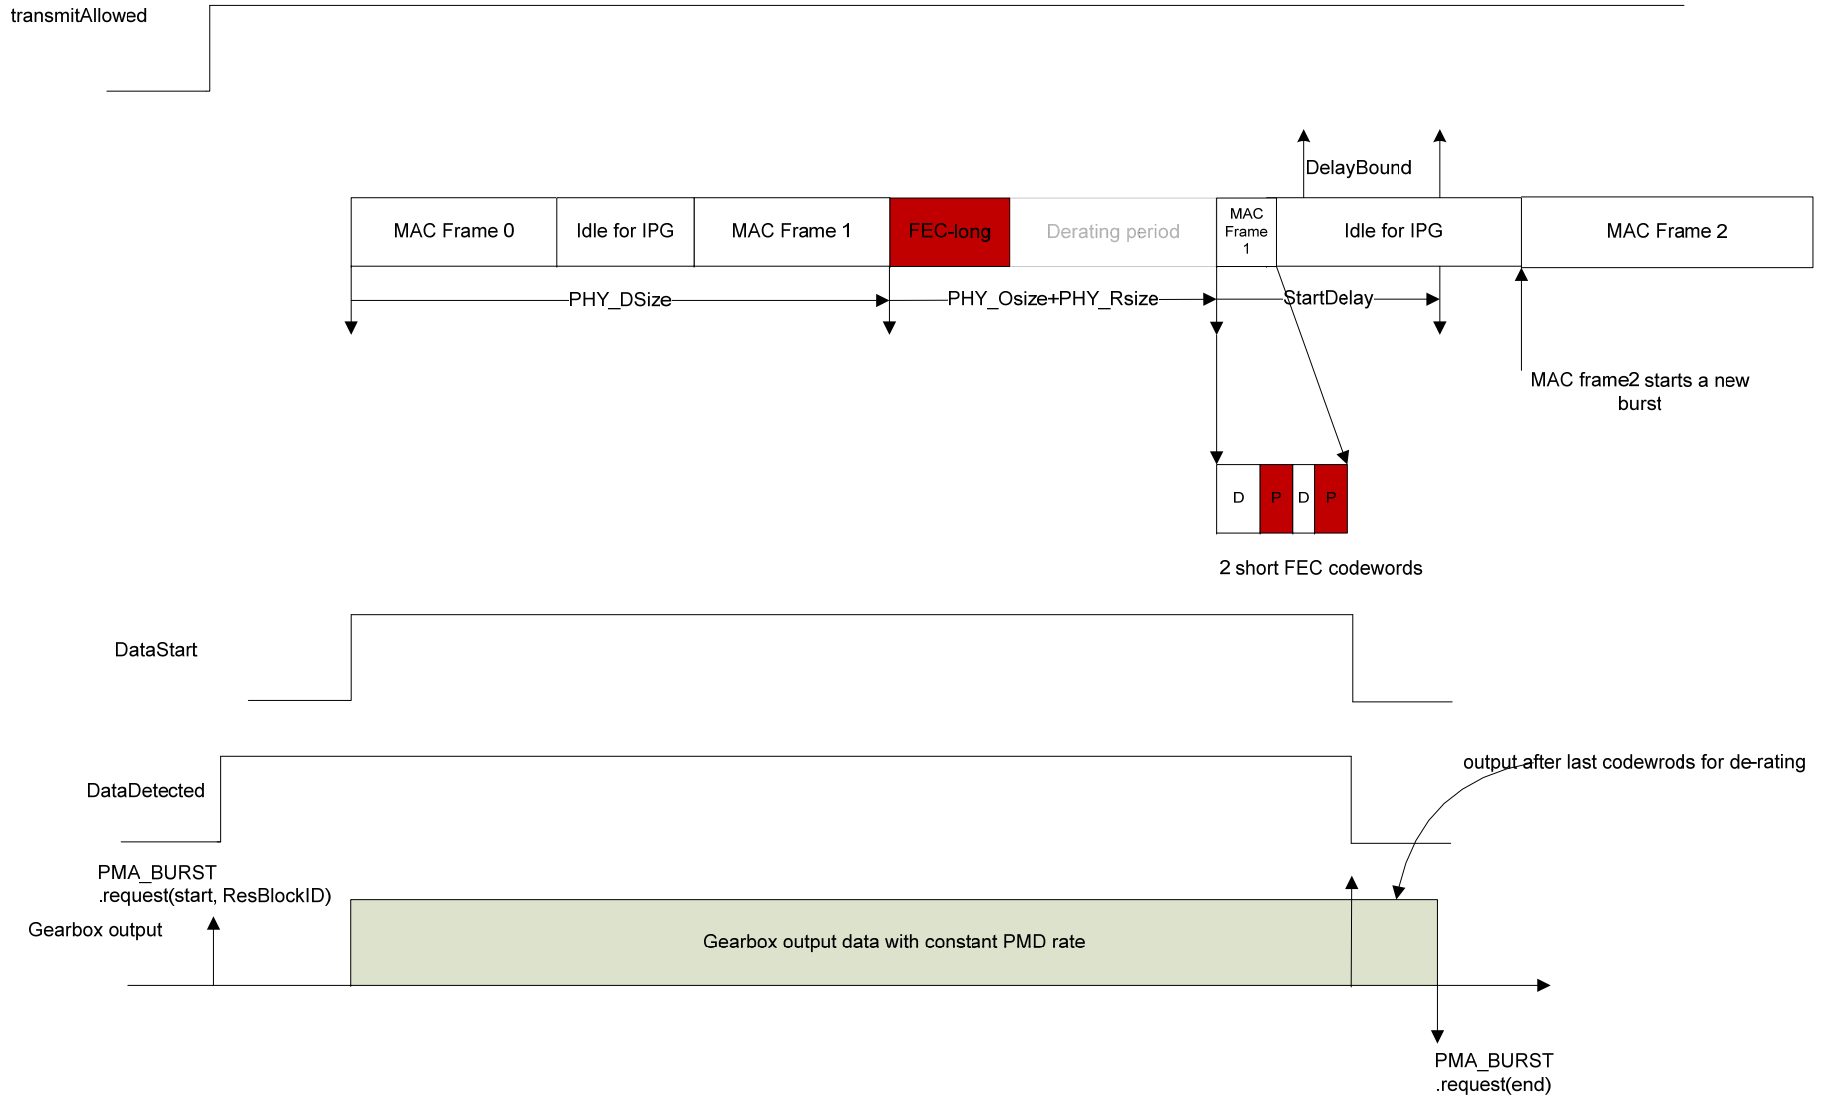 transmitAllowed
DelayBound
MAC Frame 0
Idle for IPG
MAC Frame 1
FEC-long
Derating period
MAC
Frame
1
Idle for IPG
MAC Frame 2
PHY_DSize
PHY_Osize+PHY_Rsize
StartDelay
MAC frame2 starts a new
burst
D
P
D
P
2 short FEC codewords
DataStart
output after last codewrods for de-rating
DataDetected
PMA_BURST
.request(start, ResBlockID)
Gearbox output
Gearbox output data with constant PMD rate
PMA_BURST
.request(end)